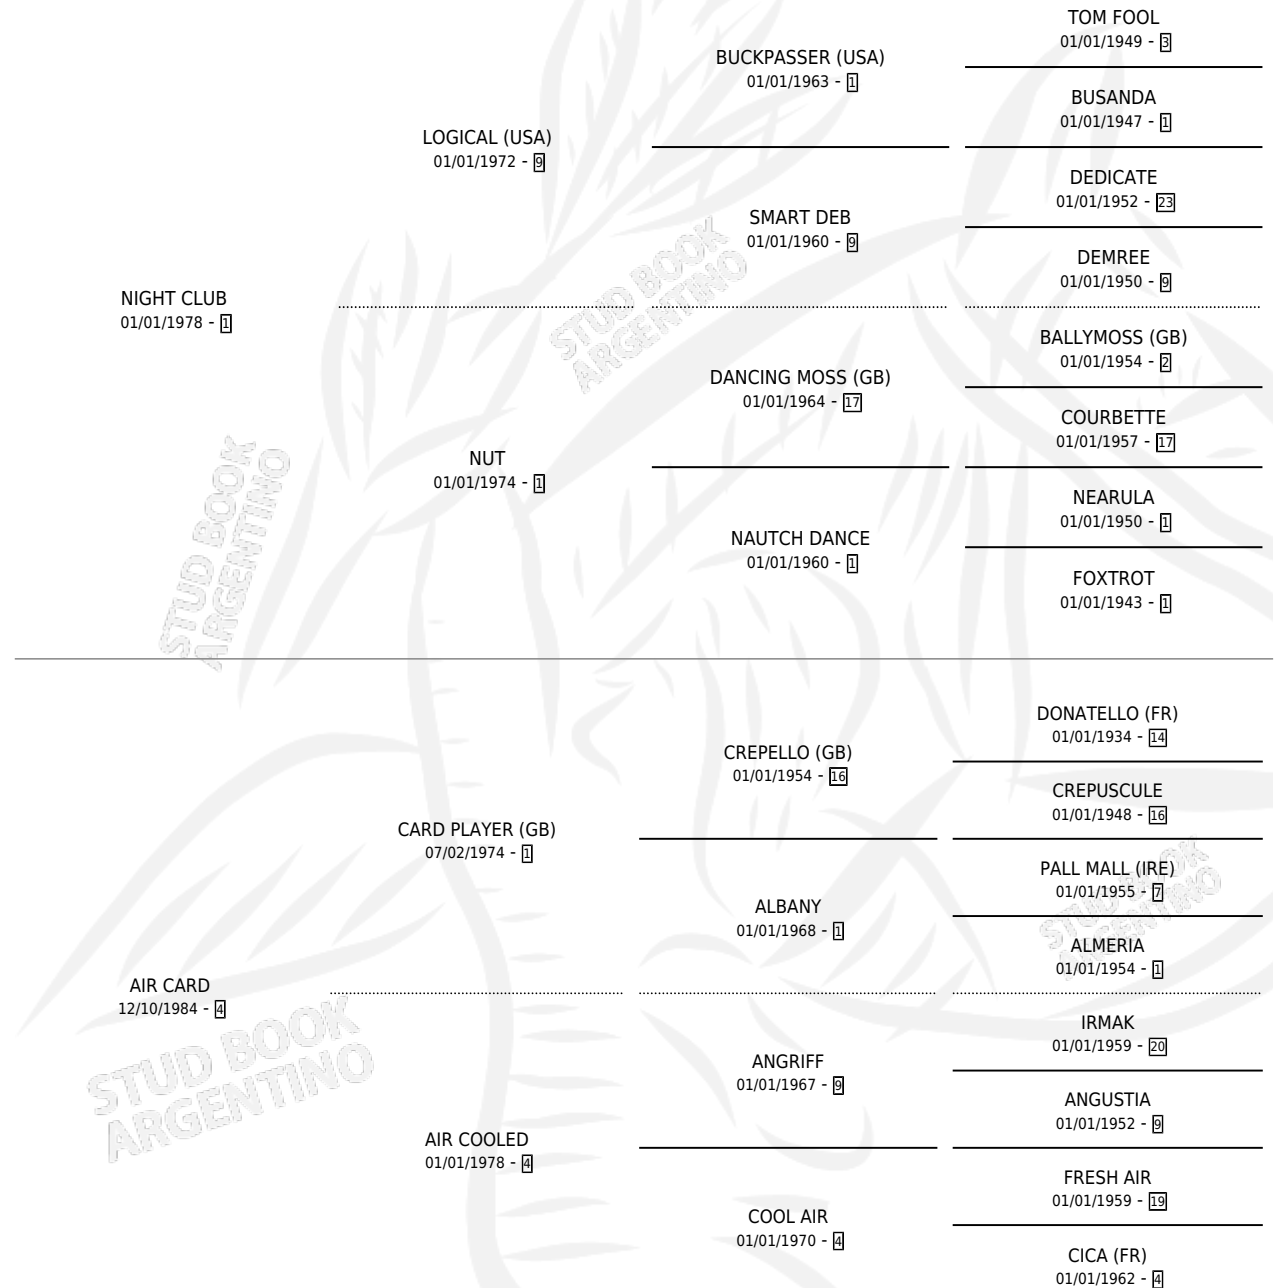 TOM FOOL
01/01/1949 - 3
BUCKPASSER (USA)
01/01/1963 - 1
BUSANDA
01/01/1947 - 1
LOGICAL (USA)
01/01/1972 - 9
DEDICATE
01/01/1952 - 23
SMART DEB
01/01/1960 - 9
DEMREE
01/01/1950 - 9
NIGHT CLUB
01/01/1978 - 1
BALLYMOSS (GB)
01/01/1954 - 2
DANCING MOSS (GB)
01/01/1964 - 17
COURBETTE
01/01/1957 - 17
NUT
01/01/1974 - 1
NEARULA
01/01/1950 - 1
NAUTCH DANCE
01/01/1960 - 1
FOXTROT
01/01/1943 - 1
DONATELLO (FR)
01/01/1934 - 14
CREPELLO (GB)
01/01/1954 - 16
CREPUSCULE
01/01/1948 - 16
CARD PLAYER (GB)
07/02/1974 - 1
PALL MALL (IRE)
01/01/1955 - 7
ALBANY
01/01/1968 - 1
ALMERIA
01/01/1954 - 1
AIR CARD
12/10/1984 - 4
IRMAK
01/01/1959 - 20
ANGRIFF
01/01/1967 - 9
ANGUSTIA
01/01/1952 - 9
AIR COOLED
01/01/1978 - 4
FRESH AIR
01/01/1959 - 19
COOL AIR
01/01/1970 - 4
CICA (FR)
01/01/1962 - 4
STUD BOOK
ARGENTINO
STUD BOOK
ARGENTINO
STUD BOOK
ARGENTINO
STUD BOOK
ARGENTINO